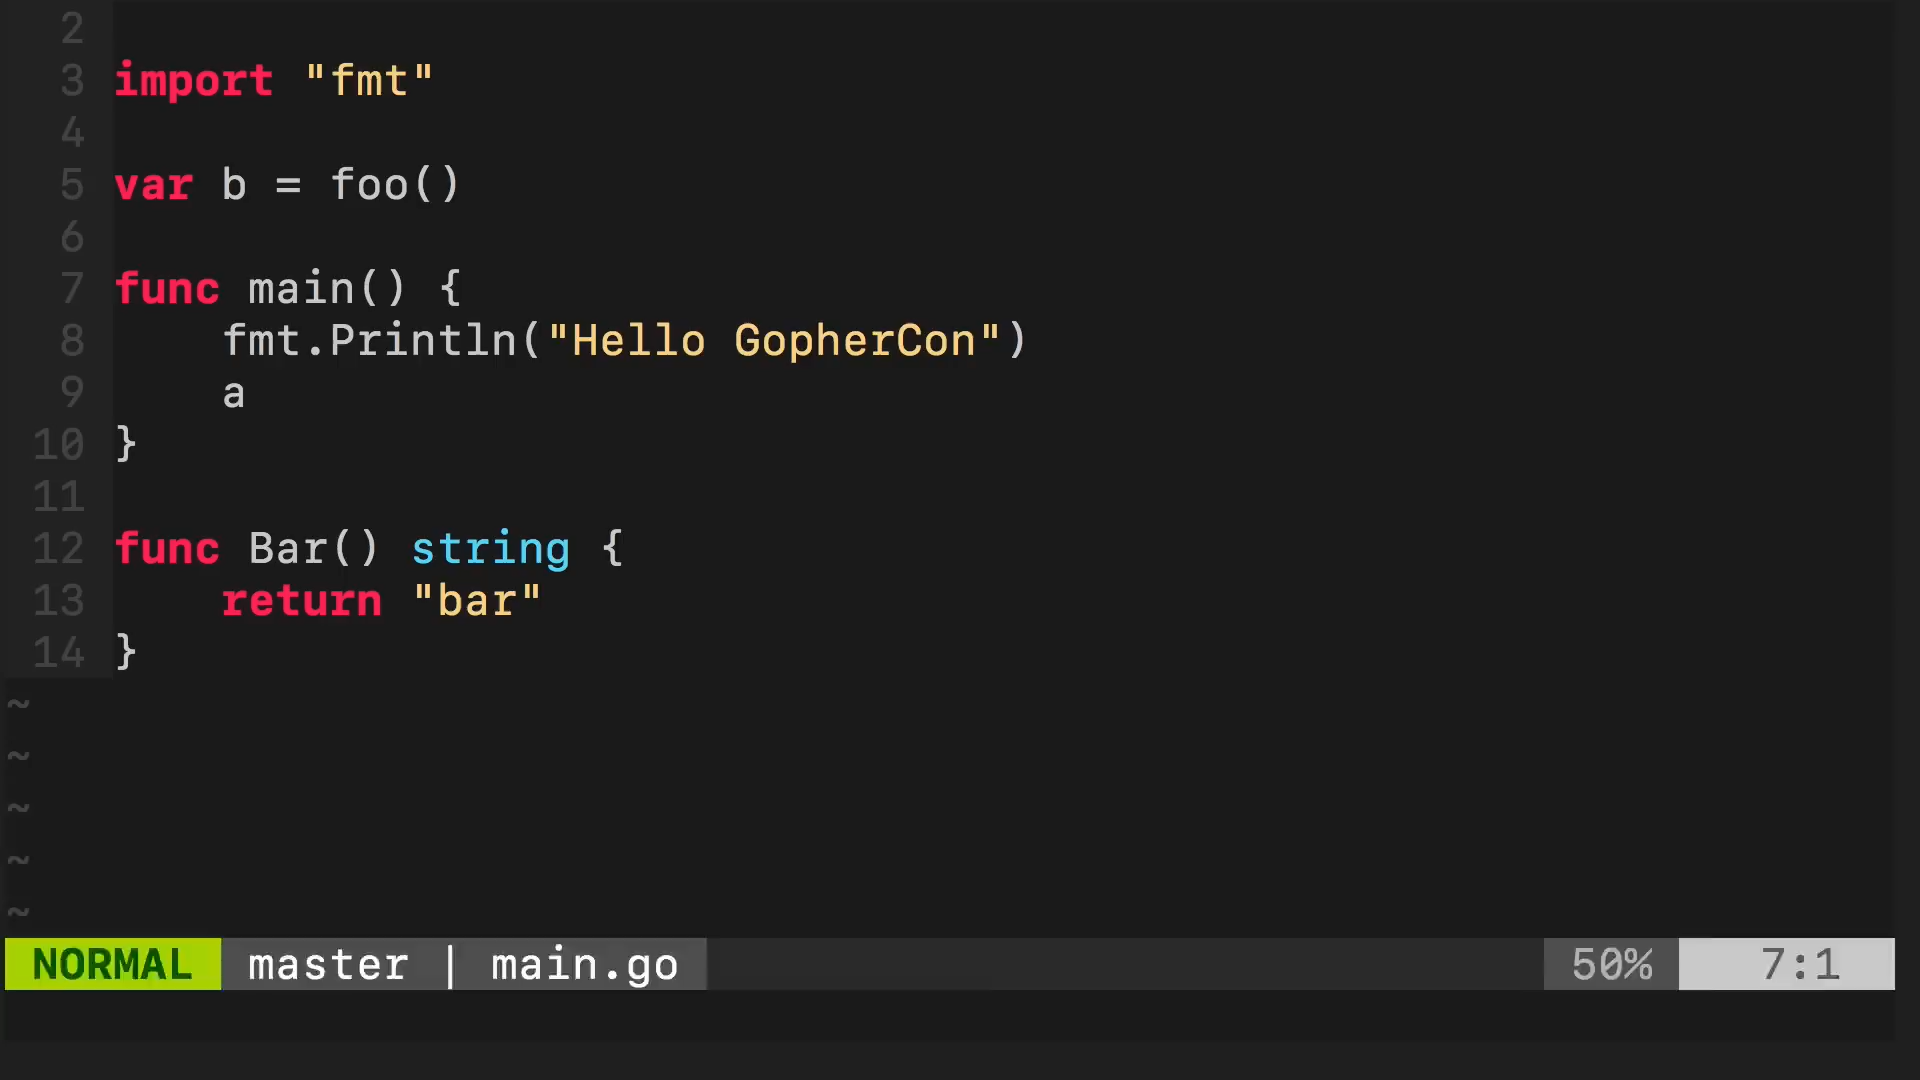 2
3 import "fmt"
4
5 var b = foo()
6
7 func main() {
8     fmt.Println("Hello GopherCon")
9     a
10 }
11
12 func Bar() string {
13     return "bar"
14 }
~
~
~
~
~
NORMAL master | main.go 50% 7:1